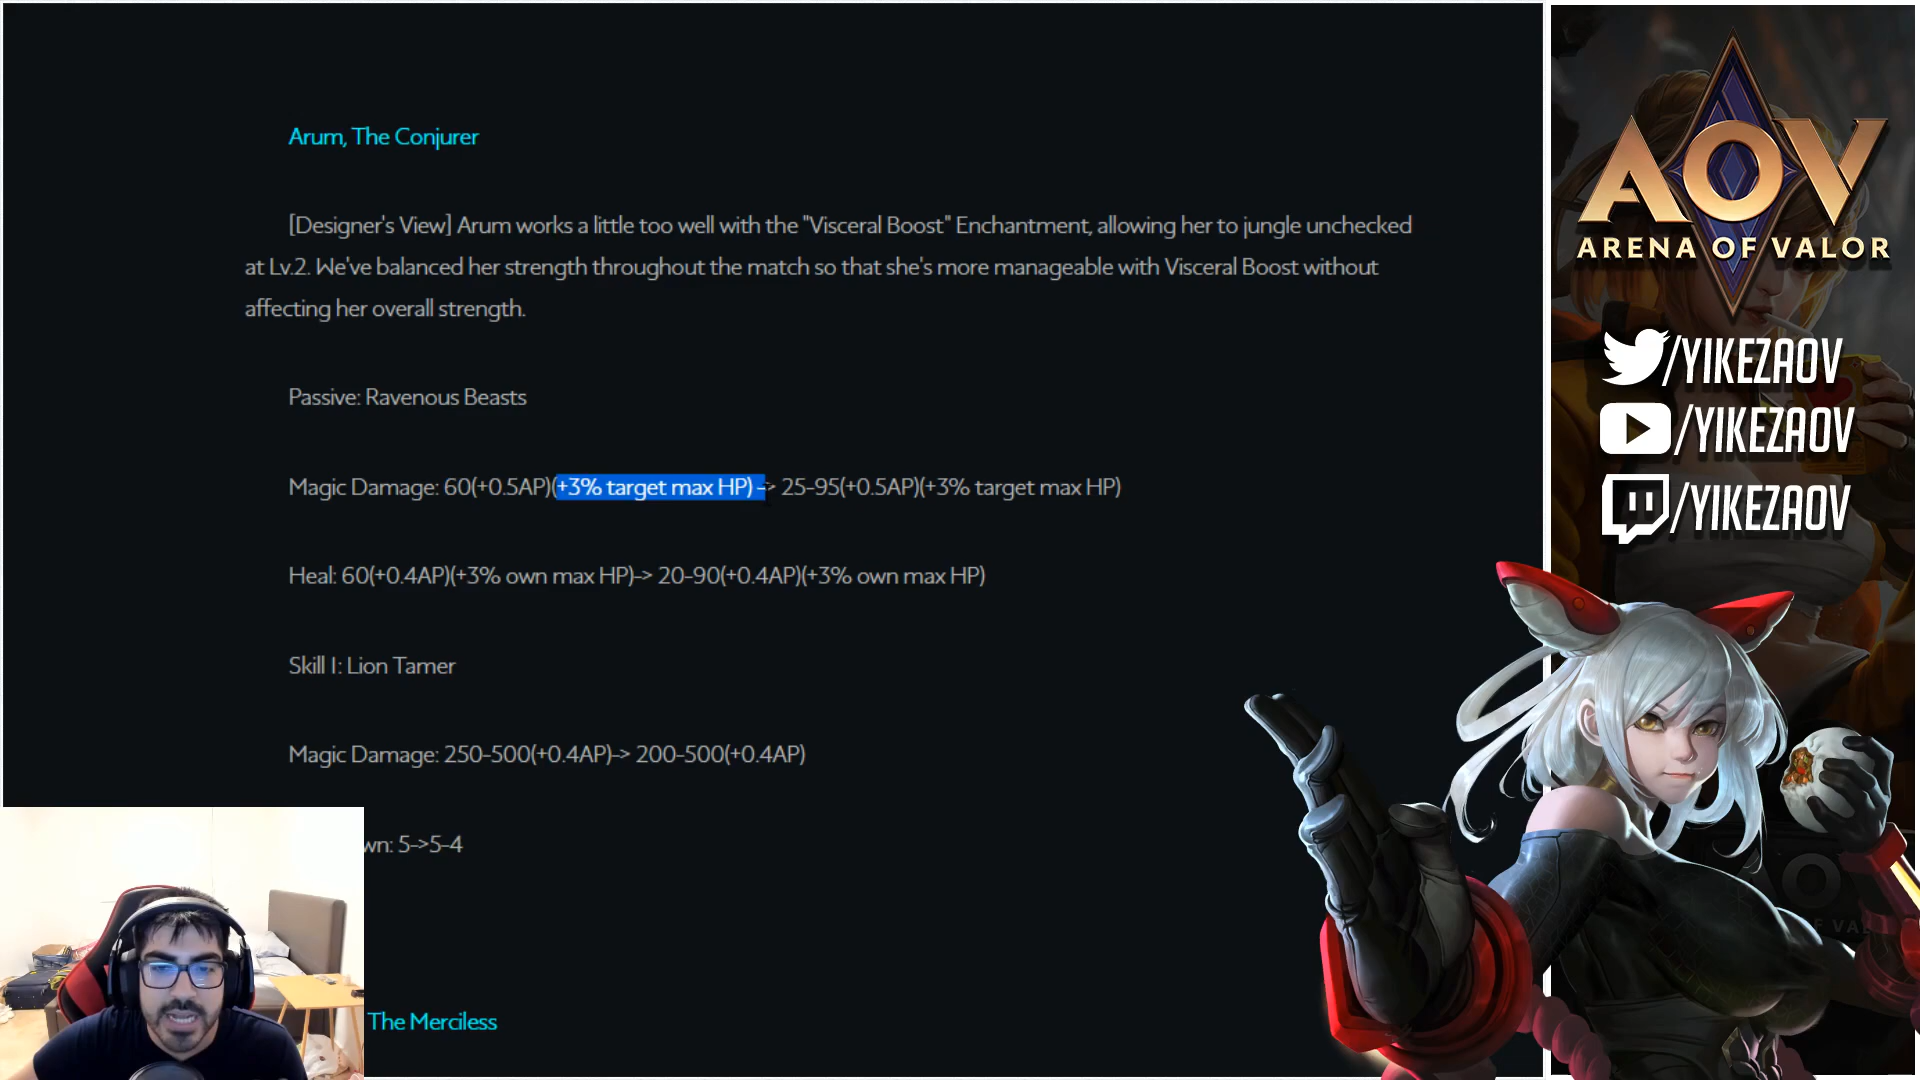 Arum, The Conjurer
[Designer's View] Arum works a little too well with the "Visceral Boost" Enchantment, allowing her to jungle unchecked
at Lv.2. We've balanced her strength throughout the match so that she's more manageable with Visceral Boost without
affecting her overall strength.
Passive: Ravenous Beasts
Magic Damage: 60(+0.5AP)(+3% target max HP) -> 25-95(+0.5AP)(+3% target max HP)
Heal: 60(+0.4AP)(+3% own max HP)-> 20-90(+0.4AP)(+3% own max HP)
Skill I: Lion Tamer
Magic Damage: 250-500(+0.4AP)-> 200-500(+0.4AP)
wn: 5->5-4
The Merciless
AOV
ARENA OF VALOR
/YIKEZAOV
/YIKEZAOV
/YIKEZAOV